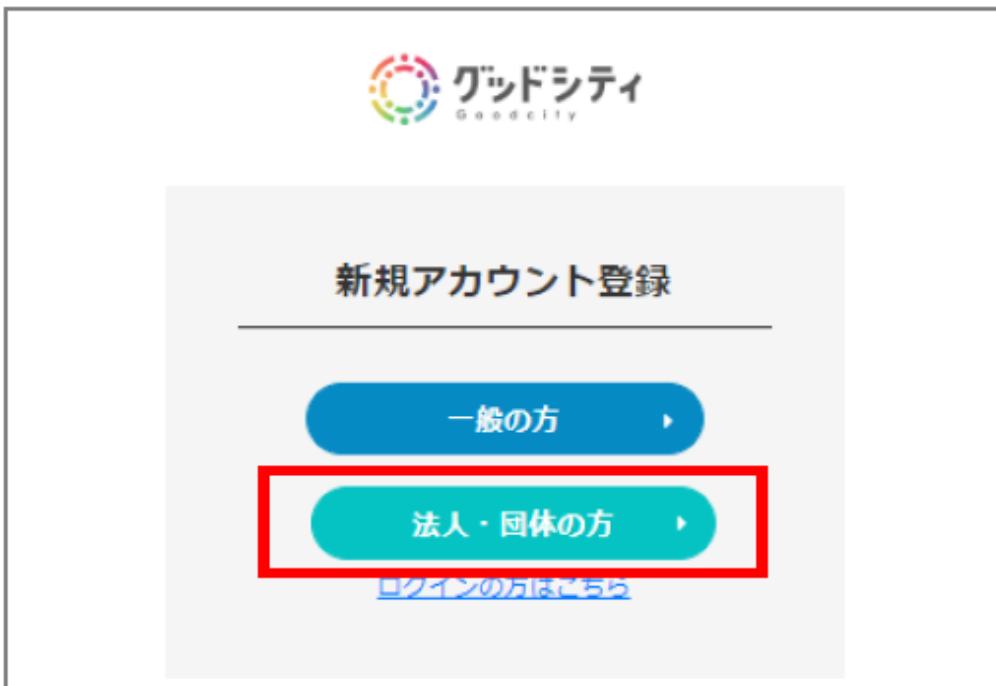 グッドシティ
Goodcity
新規アカウント登録
一般の方
法人・団体の方
ログインの方はこちら